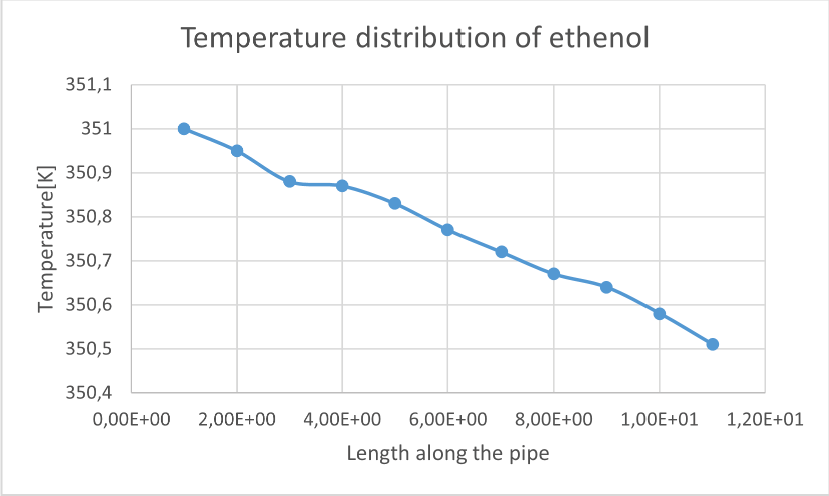 Temperature distribution of ethenol
351,1
351
350,9
350,8
350,7
350,6
350,5
350,4
Temperature[K]
0,00E+00 2,00E+00 4,00E+00 6,00E+00 8,00E+00 1,00E+01 1,20E+01
Length along the pipe